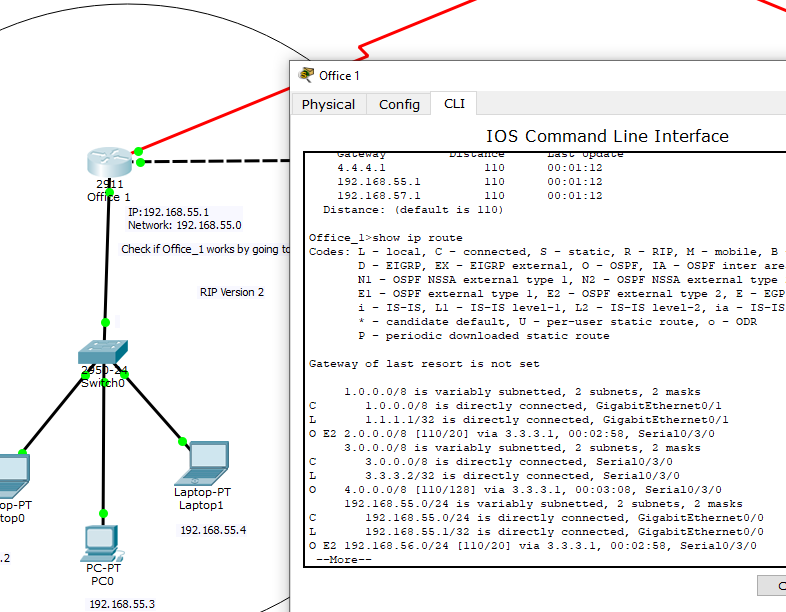 2911
Office 1
IP:192.168.55.1
Network: 192.168.55.0
Check if Office_1 works by going to
RIP Version 2
2950-24
Switch0
op-PT
top0
.2
Laptop-PT
Laptop1
192.168.55.4
PC-PT
PC0
192.168.55.3
Office 1
Physical
Config
CLI
IOS Command Line Interface
Gateway Distance Last Update
4.4.4.1 110 00:01:12
192.168.55.1 110 00:01:12
192.168.57.1 110 00:01:12
Distance: (default is 110)
Office_1>show ip route
Codes: L - local, C - connected, S - static, R - RIP, M - mobile, B
D - EIGRP, EX - EIGRP external, O - OSPF, IA - OSPF inter are
N1 - OSPF NSSA external type 1, N2 - OSPF NSSA external type
E1 - OSPF external type 1, E2 - OSPF external type 2, E - EGP
i - IS-IS, L1 - IS-IS level-1, L2 - IS-IS level-2, ia - IS-IS
* - candidate default, U - per-user static route, o - ODR
P - periodic downloaded static route
Gateway of last resort is not set
1.0.0.0/8 is variably subnetted, 2 subnets, 2 masks
C 1.0.0.0/8 is directly connected, GigabitEthernet0/1
L 1.1.1.1/32 is directly connected, GigabitEthernet0/1
O E2 2.0.0.0/8 [110/20] via 3.3.3.1, 00:02:58, Serial0/3/0
3.0.0.0/8 is variably subnetted, 2 subnets, 2 masks
C 3.0.0.0/8 is directly connected, Serial0/3/0
L 3.3.3.2/32 is directly connected, Serial0/3/0
O 4.0.0.0/8 [110/128] via 3.3.3.1, 00:03:08, Serial0/3/0
192.168.55.0/24 is variably subnetted, 2 subnets, 2 masks
C 192.168.55.0/24 is directly connected, GigabitEthernet0/0
L 192.168.55.1/32 is directly connected, GigabitEthernet0/0
O E2 192.168.56.0/24 [110/20] via 3.3.3.1, 00:02:58, Serial0/3/0
--More--